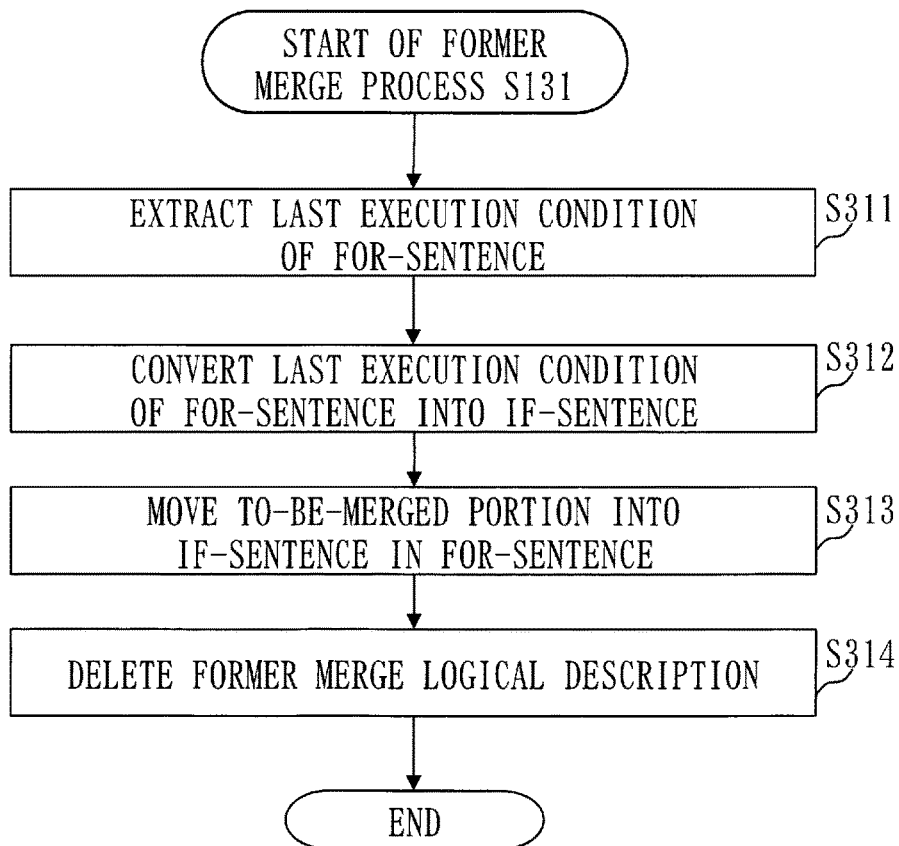 START OF FORMER
MERGE PROCESS S131
EXTRACT LAST EXECUTION CONDITION
OF FOR-SENTENCE
S311
CONVERT LAST EXECUTION CONDITION
OF FOR-SENTENCE INTO IF-SENTENCE
S312
MOVE TO-BE-MERGED PORTION INTO
IF-SENTENCE IN FOR-SENTENCE
S313
DELETE FORMER MERGE LOGICAL DESCRIPTION
S314
END